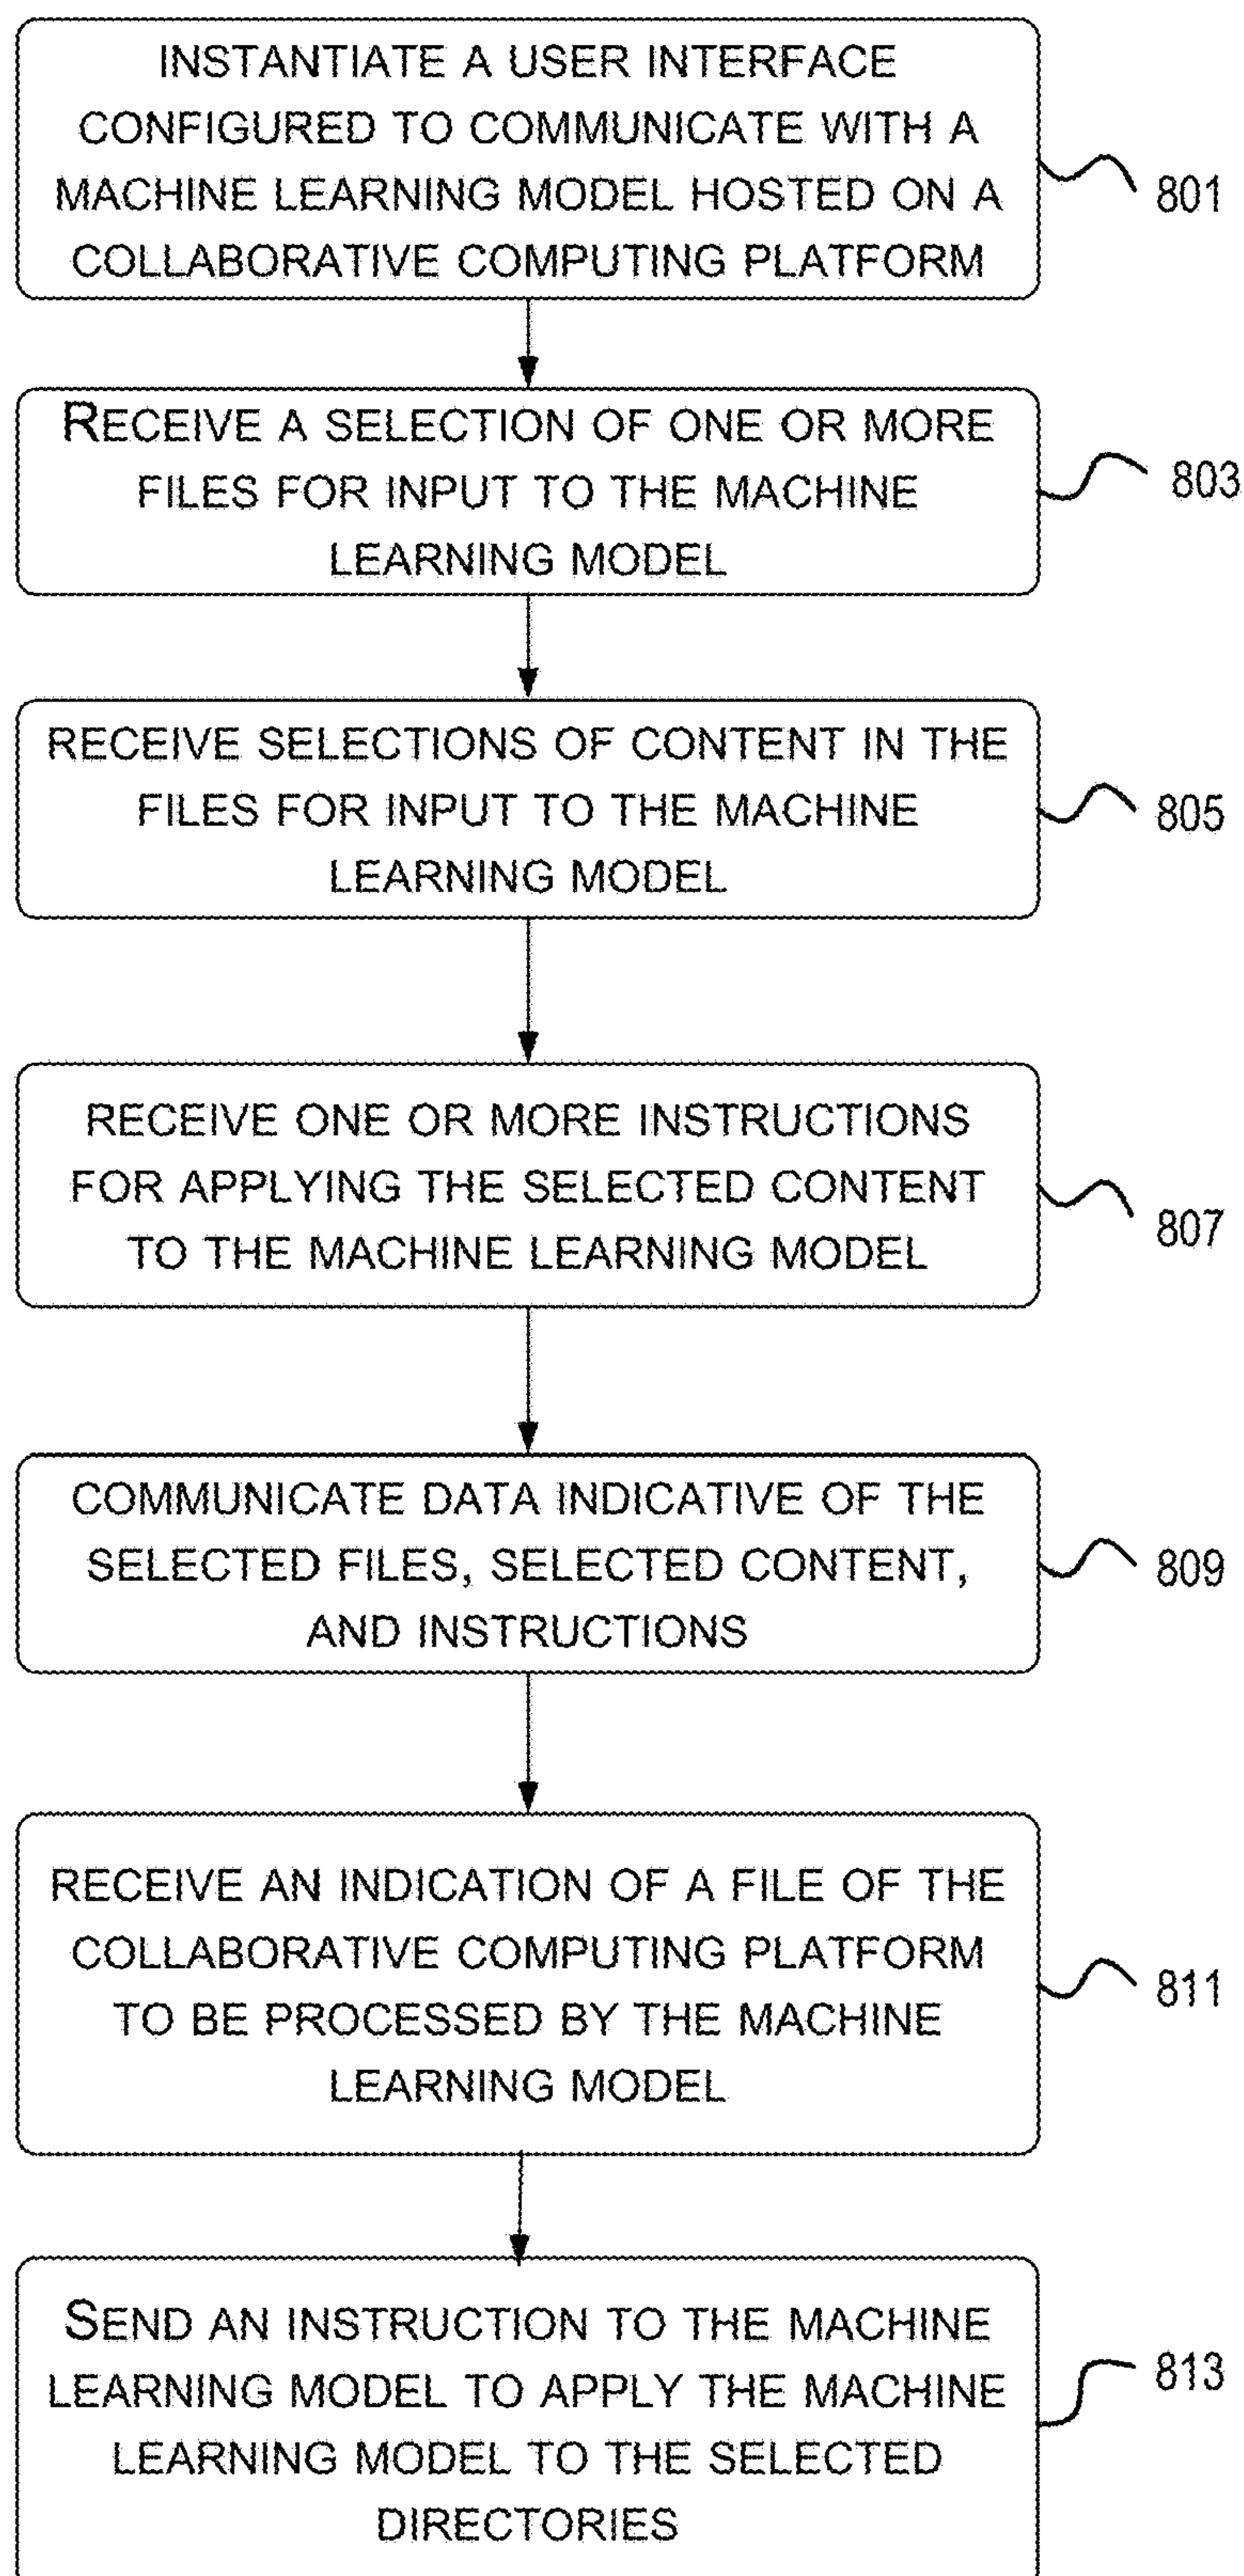 INSTANTIATE A USER INTERFACE
CONFIGURED TO COMMUNICATE WITH A
MACHINE LEARNING MODEL HOSTED ON A
COLLABORATIVE COMPUTING PLATFORM
801
RECEIVE A SELECTION OF ONE OR MORE
FILES FOR INPUT TO THE MACHINE
LEARNING MODEL
803
RECEIVE SELECTIONS OF CONTENT IN THE
FILES FOR INPUT TO THE MACHINE
LEARNING MODEL
805
RECEIVE ONE OR MORE INSTRUCTIONS
FOR APPLYING THE SELECTED CONTENT
TO THE MACHINE LEARNING MODEL
807
COMMUNICATE DATA INDICATIVE OF THE
SELECTED FILES, SELECTED CONTENT,
AND INSTRUCTIONS
809
RECEIVE AN INDICATION OF A FILE OF THE
COLLABORATIVE COMPUTING PLATFORM
TO BE PROCESSED BY THE MACHINE
LEARNING MODEL
811
SEND AN INSTRUCTION TO THE MACHINE
LEARNING MODEL TO APPLY THE MACHINE
LEARNING MODEL TO THE SELECTED
DIRECTORIES
813